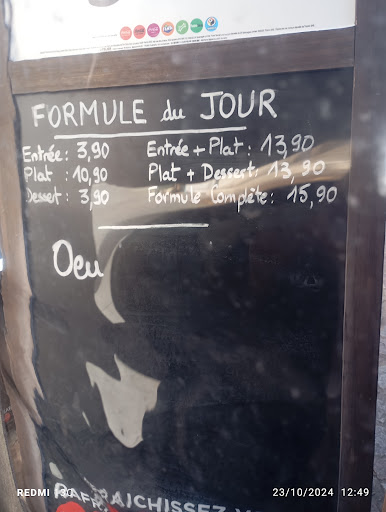 FORMULE du JOUR
Entrée : 3,90 Entrée + Plat : 13,90
Plat : 10,90 Plat + Dessert : 13,90
Dessert : 3,90 Formule Complète : 15,90
Oeu
REDMI 23/10/2024 12:49